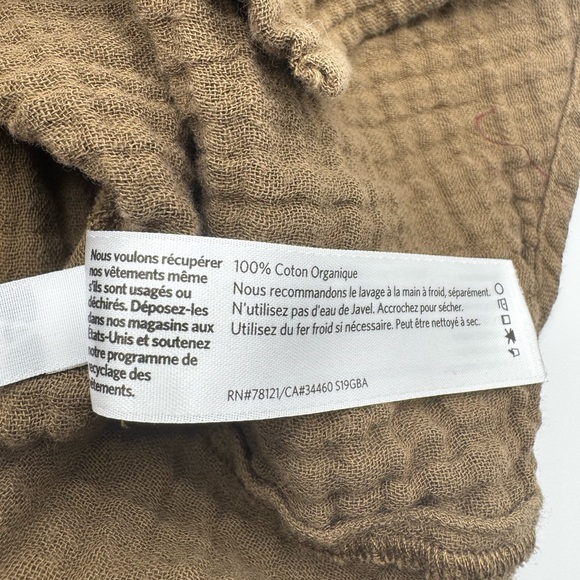 Nous voulons récupérer
nos vêtements même
s'ils sont usagés ou
déchirés. Déposez-les
dans nos magasins aux
États-Unis et soutenez
notre programme de
recyclage des
vêtements.
100% Coton Organique
Nous recommandons le lavage à la main à froid, séparément.
N'utilisez pas d'eau de Javel. Accrochez pour sécher.
Utilisez du fer froid si nécessaire. Peut être nettoyé à sec.
RN#78121/CA#34460 S19GBA